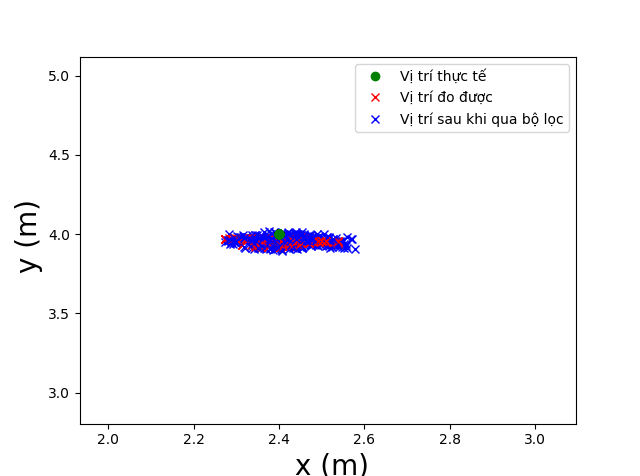 Vị trí thực tế
Vị trí đo được
Vị trí sau khi qua bộ lọc
5.0
4.5
4.0
3.5
3.0
y (m)
2.0 2.2 2.4 2.6 2.8 3.0
x (m)